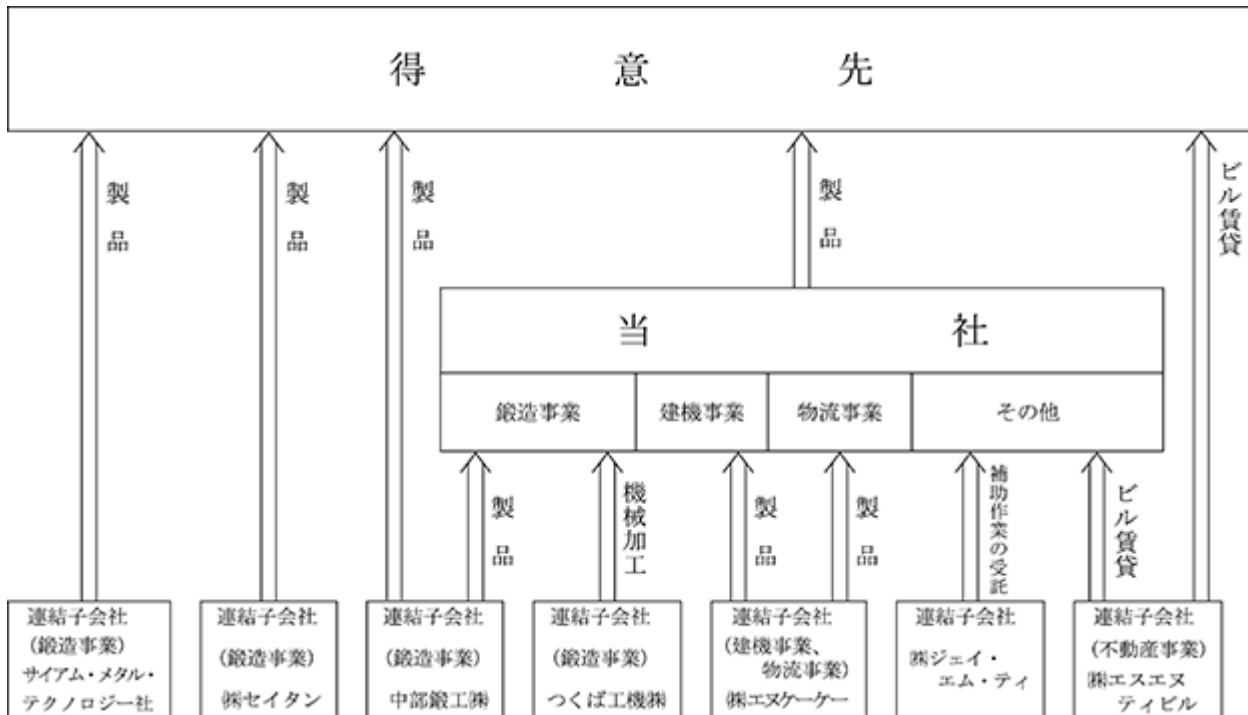 得意先
製品
製品
製品
製品
ビル賃貸
当社
鍛造事業
建機事業
物流事業
その他
製品
機械加工
製品
製品
補助作業の受託
ビル賃貸
連結子会社
(鍛造事業)
サイアム・メタル・
テクノロジー社
連結子会社
(鍛造事業)
㈱セイタン
連結子会社
(鍛造事業)
中部鍛工㈱
連結子会社
(鍛造事業)
つくば工機㈱
連結子会社
(建機事業、
物流事業)
㈱エヌケーケー
連結子会社
㈱ジェイ・
エム・ティ
連結子会社
(不動産事業)
㈱エスエヌ
ティビル